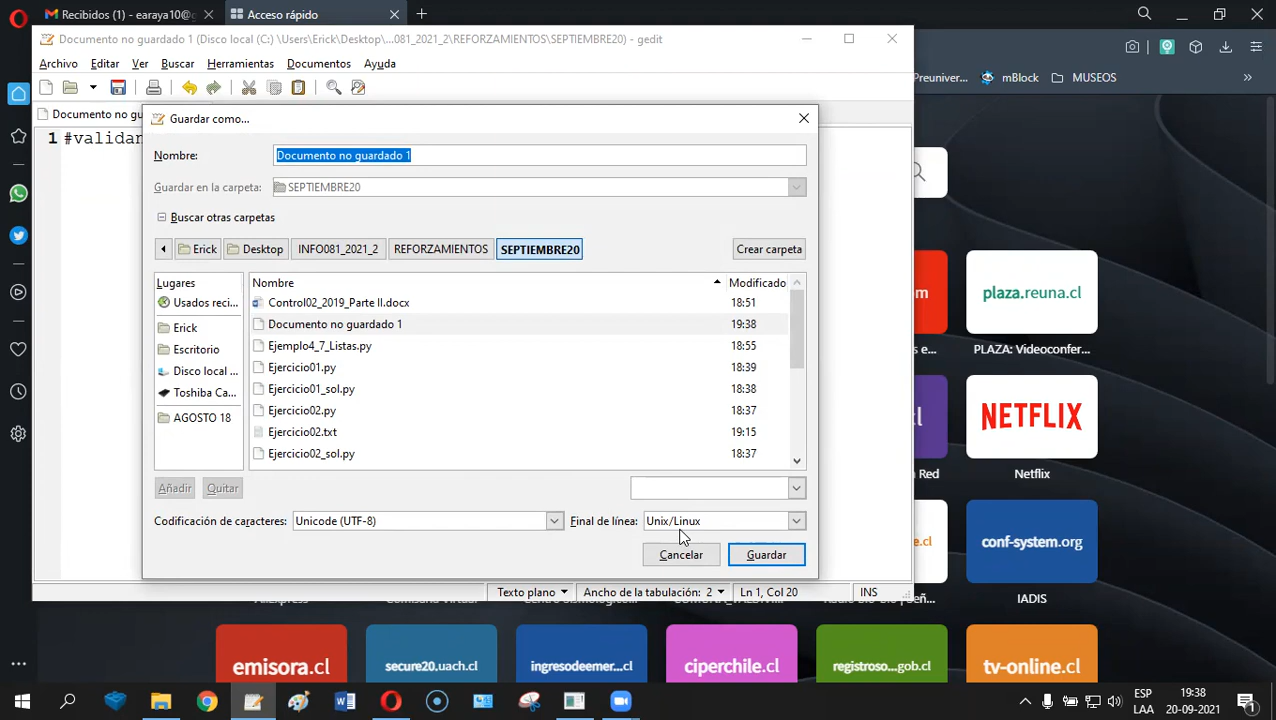 Recibidos (1) - earaya10@g
Acceso rápido
Documento no guardado 1 (Disco local (C:) \Users\Erick\Desktop\...081_2021_2\REFORZAMIENTOS\SEPTIEMBRE20) - gedit
Archivo Editar Ver Buscar Herramientas Documentos Ayuda
Preuniver... mBlock MUSEOS
Documento no gu
1 #validan
Guardar como...
Nombre: Documento no guardado 1
Guardar en la carpeta: SEPTIEMBRE20
Buscar otras carpetas
Erick Desktop INFO081_2021_2 REFORZAMIENTOS SEPTIEMBRE20 Crear carpeta
Lugares Nombre Modificado
Usados reci... Control02_2019_Parte II.docx 18:51
Erick Documento no guardado 1 19:38
Escritorio Ejemplo4_7_Listas.py 18:55
Disco local ... Ejercicio01.py 18:39
Toshiba Ca... Ejercicio01_sol.py 18:38
AGOSTO 18 Ejercicio02.py 18:37
Ejercicio02.txt 19:15
Ejercicio02_sol.py 18:37
Añadir Quitar
Codificación de caracteres: Unicode (UTF-8) Final de línea: Unix/Linux
Cancelar Guardar
Texto plano Ancho de la tabulación: 2 Ln 1, Col 20 INS
om plaza.reuna.cl
s e... PLAZA: Videoconfer...
NETFLIX
Red Netflix
e.cl conf-system.org
IADIS
emisora.cl secure20.uach.cl ingresodeemer...cl ciperchile.cl registroso...gob.cl tv-online.cl
ESP 19:38
LAA 20-09-2021 1